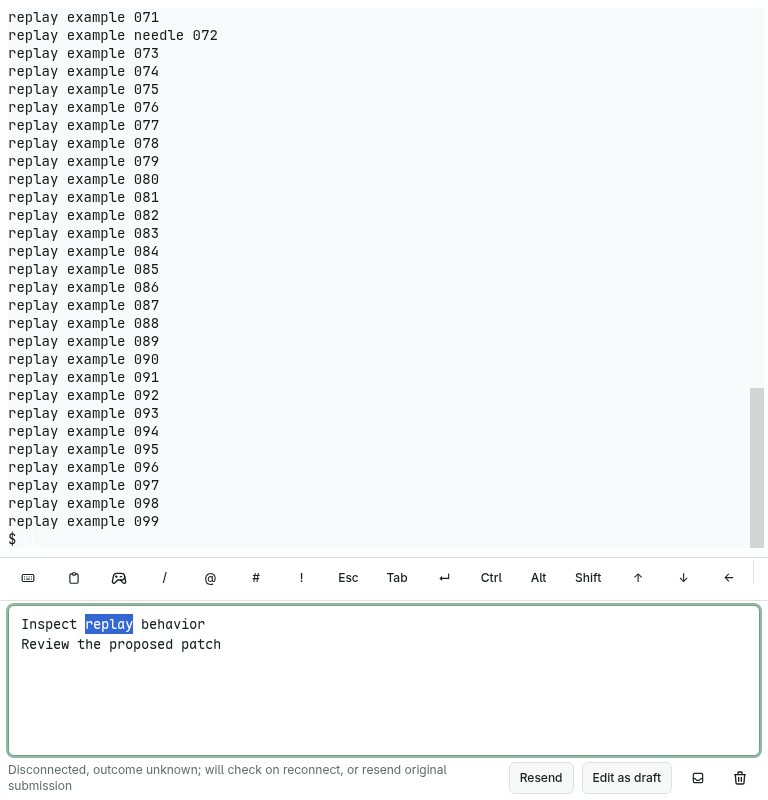 replay example 071
replay example needle 072
replay example 073
replay example 074
replay example 075
replay example 076
replay example 077
replay example 078
replay example 079
replay example 080
replay example 081
replay example 082
replay example 083
replay example 084
replay example 085
replay example 086
replay example 087
replay example 088
replay example 089
replay example 090
replay example 091
replay example 092
replay example 093
replay example 094
replay example 095
replay example 096
replay example 097
replay example 098
replay example 099
$
/ @ # ! Esc Tab ↵ Ctrl Alt Shift ↑ ↓ ←
Inspect replay behavior
Review the proposed patch
Disconnected, outcome unknown; will check on reconnect, or resend original
submission
Resend Edit as draft